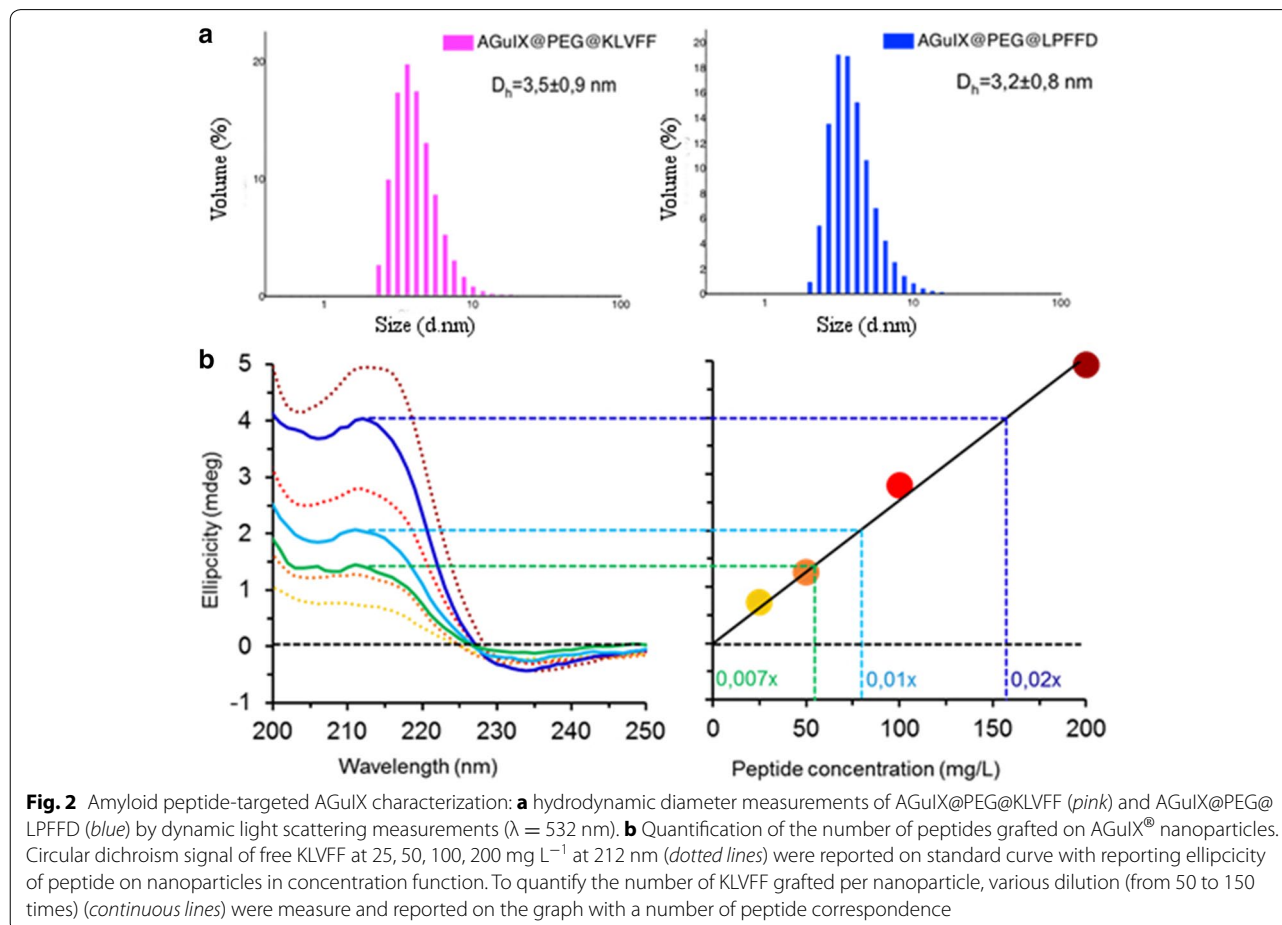 a
AGuIX@PEG@KLVFF
Dh=3,5±0,9 nm
20
10
0
Volume (%)
1
10
100
Size (d.nm)
AGuIX@PEG@LPFFD
Dh=3,2±0,8 nm
20
18
16
14
12
10
8
6
4
2
0
Volume (%)
1
10
100
Size (d.nm)
b
5
4
3
2
1
0
-1
Ellipcicity (mdeg)
200 210 220 230 240 250
Wavelength (nm)
0,007x
0,01x
0,02x
0 50 100 150 200
Peptide concentration (mg/L)
Fig. 2 Amyloid peptide-targeted AGuIX characterization: a hydrodynamic diameter measurements of AGuIX@PEG@KLVFF (pink) and AGuIX@PEG@
LPFFD (blue) by dynamic light scattering measurements (λ = 532 nm). b Quantification of the number of peptides grafted on AGuIX® nanoparticles.
Circular dichroism signal of free KLVFF at 25, 50, 100, 200 mg L−1 at 212 nm (dotted lines) were reported on standard curve with reporting ellipcicity
of peptide on nanoparticles in concentration function. To quantify the number of KLVFF grafted per nanoparticle, various dilution (from 50 to 150
times) (continuous lines) were measure and reported on the graph with a number of peptide correspondence